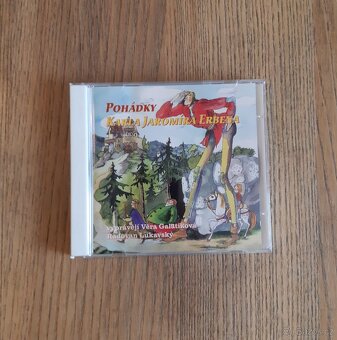 Pohádky
Karla Jaromíra Erbena
vyprávějí Věra Galatíková
Radovan Lukavský